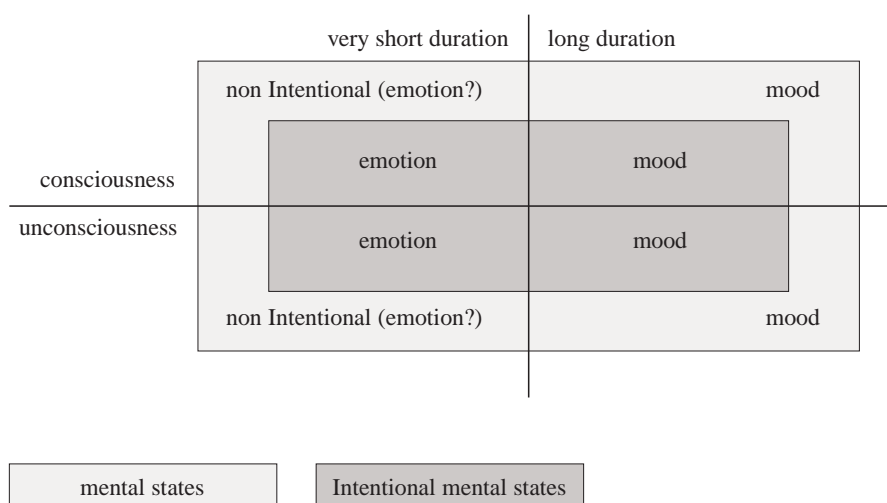 very short duration long duration
non Intentional (emotion?) mood
emotion mood
consciousness
unconsciousness
emotion mood
non Intentional (emotion?) mood
mental states Intentional mental states